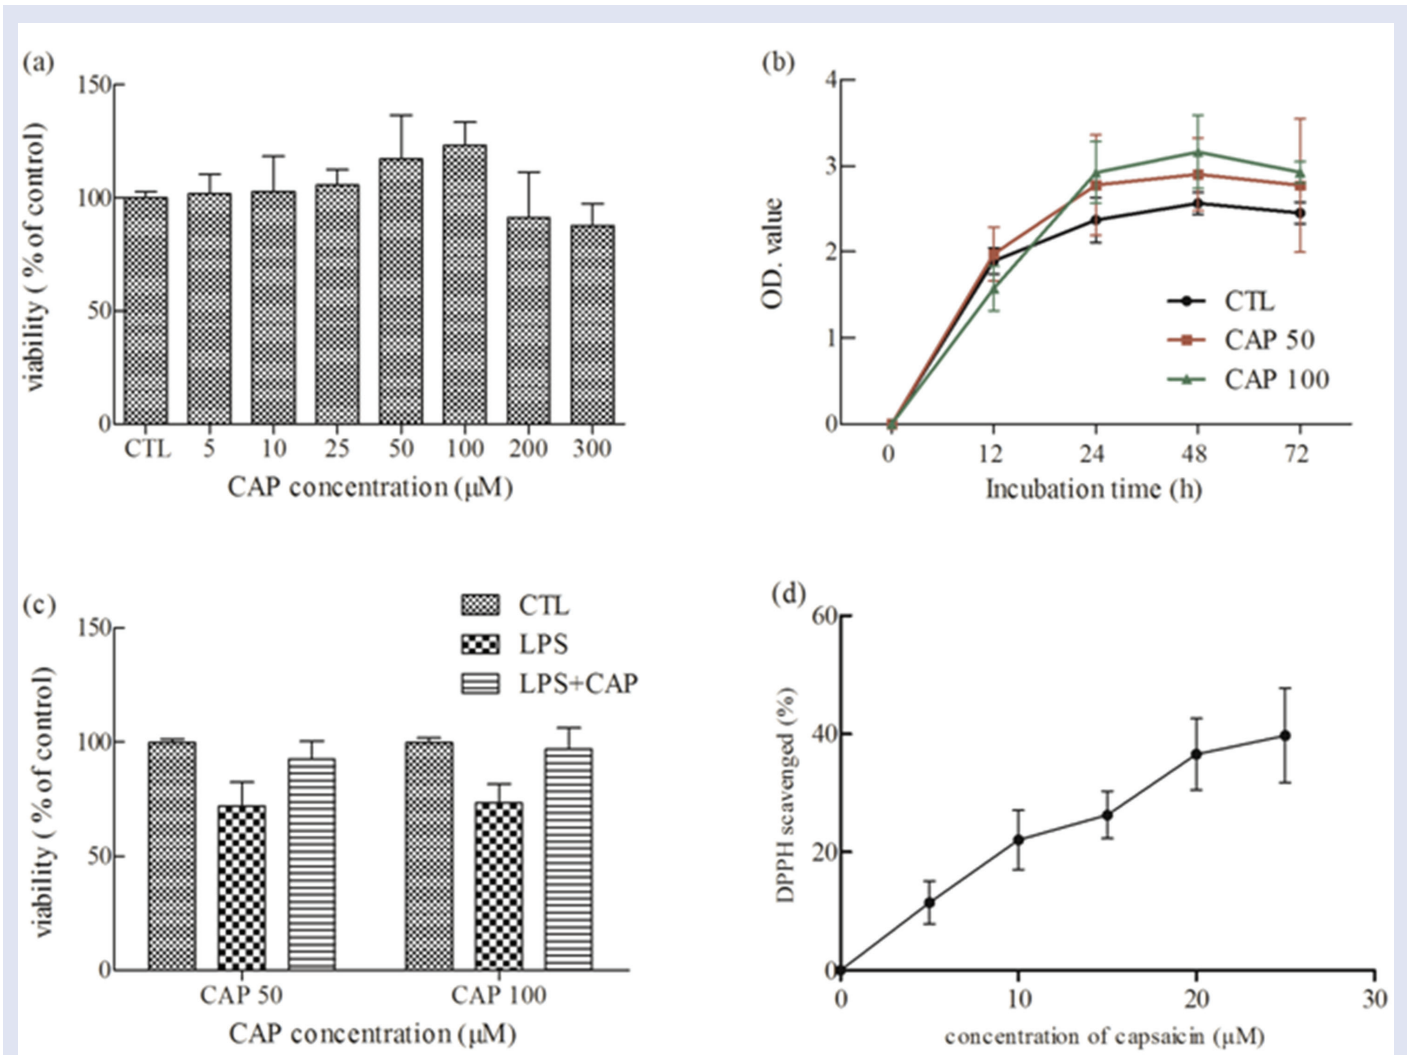 (a)
150
100
50
0
viability ( % of control)
CTL 5 10 25 50 100 200 300
CAP concentration (μM)
(b)
4
3
2
1
0
OD. value
CTL
CAP 50
CAP 100
0 12 24 48 72
Incubation time (h)
(c)
CTL
LPS
LPS+CAP
150
100
50
0
viability ( % of control)
CAP 50 CAP 100
CAP concentration (μM)
(d)
60
40
20
0
DPPH scavenged (%)
0 10 20 30
concentration of capsaicin (μM)